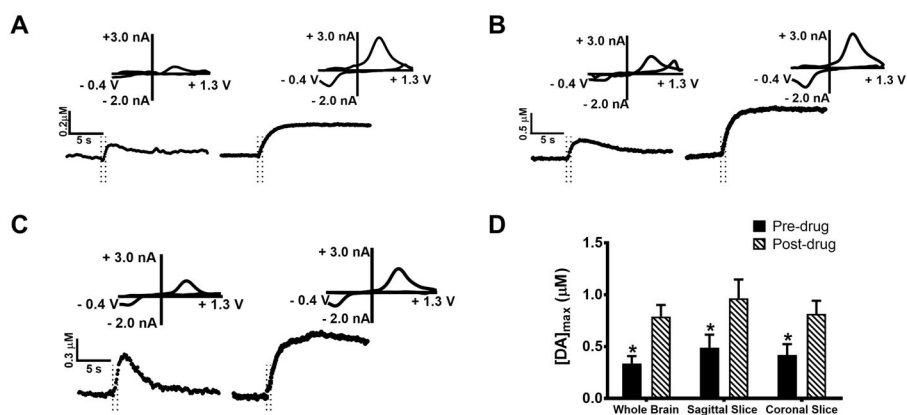 A
+3.0 nA
- 0.4 V
+ 1.3 V
- 2.0 nA
+ 3.0 nA
- 0.4 V
+ 1.3 V
- 2.0 nA
0.2μM
5 s
B
+ 3.0 nA
- 0.4 V
+ 1.3 V
- 2.0 nA
+ 3.0 nA
- 0.4 V
+ 1.3 V
- 2.0 nA
0.5 μM
5 s
C
+ 3.0 nA
- 0.4 V
+ 1.3 V
- 2.0 nA
+ 3.0 nA
- 0.4 V
+ 1.3 V
- 2.0 nA
0.3 μM
5 s
D
Pre-drug
Post-drug
[DA]max (μM)
1.5
1.0
0.5
0.0
* * *
Whole Brain Sagittal Slice Coronal Slice